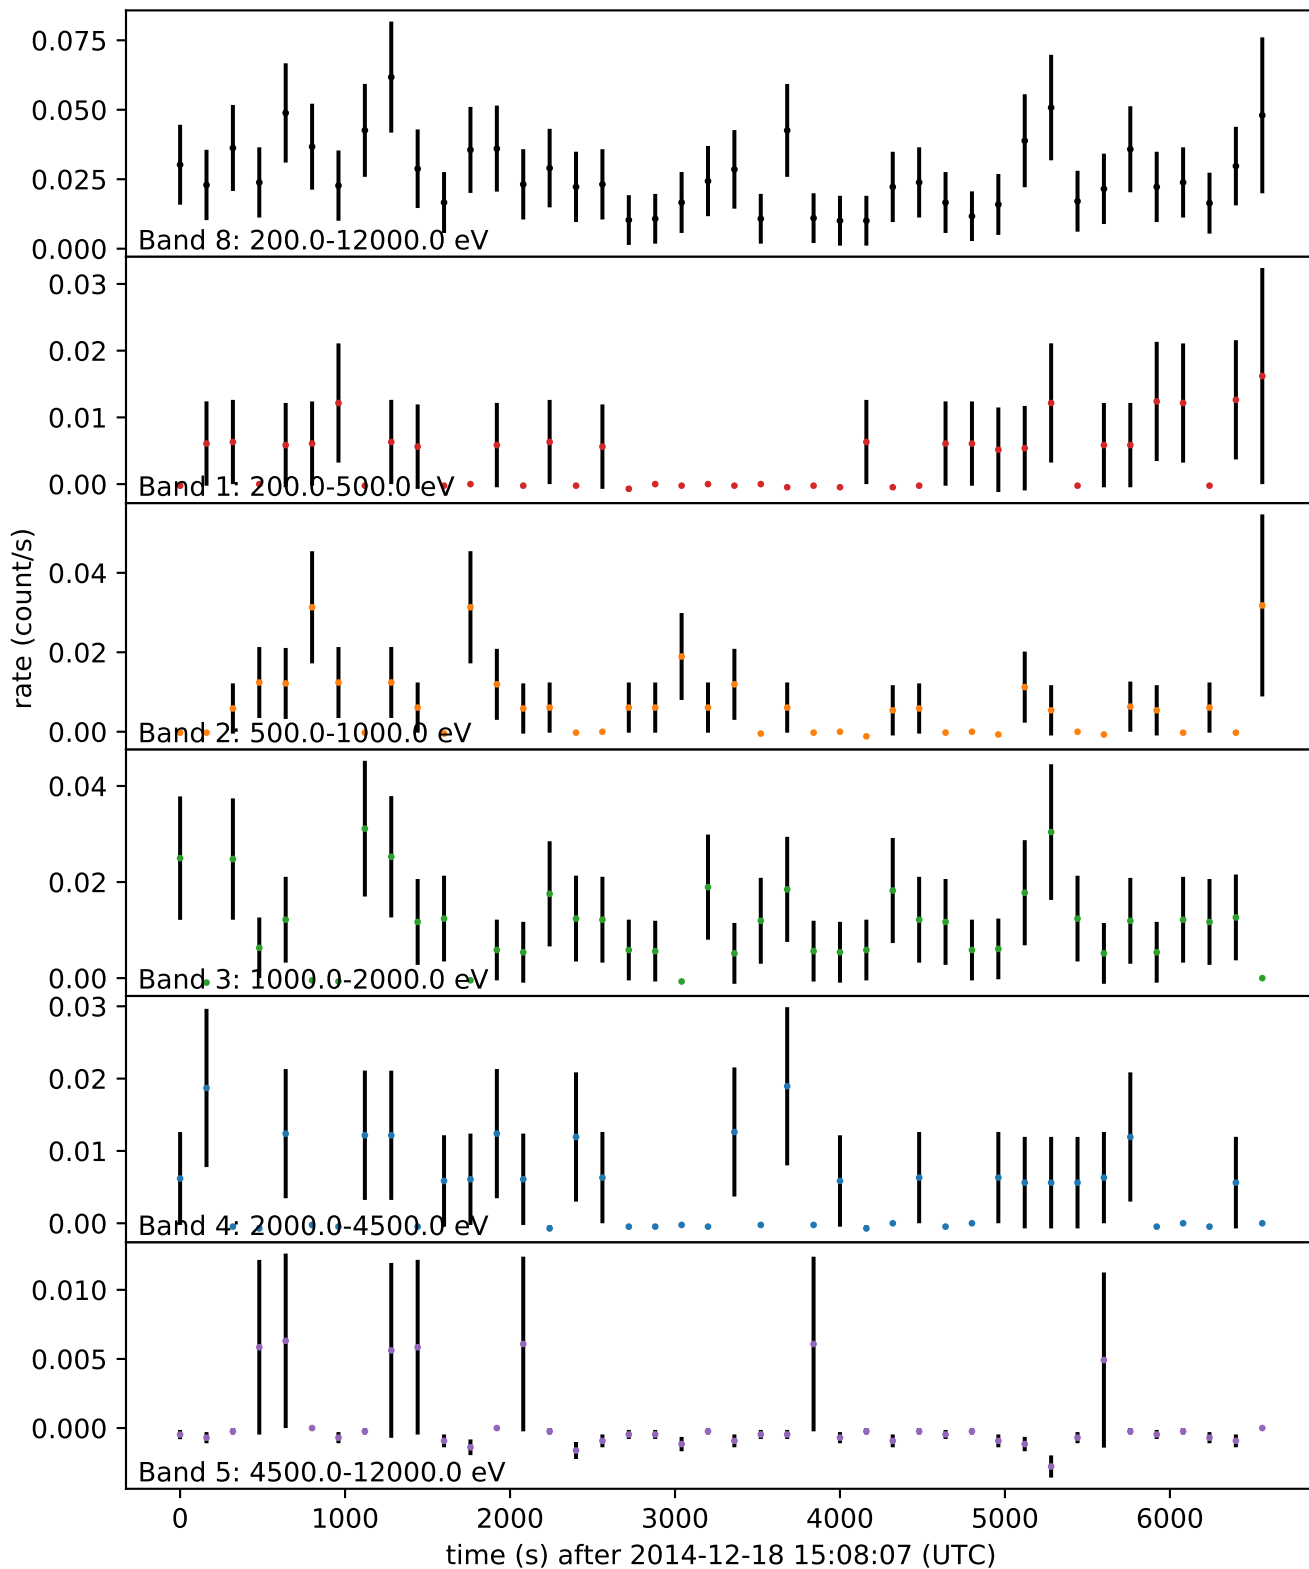 0.075
0.050
0.025
0.000
Band 8: 200.0-12000.0 eV
0.03
0.02
0.01
0.00
Band 1: 200.0-500.0 eV
rate (count/s)
0.04
0.02
0.00
Band 2: 500.0-1000.0 eV
0.04
0.02
0.00
Band 3: 1000.0-2000.0 eV
0.03
0.02
0.01
0.00
Band 4: 2000.0-4500.0 eV
0.010
0.005
0.000
Band 5: 4500.0-12000.0 eV
0 1000 2000 3000 4000 5000 6000
time (s) after 2014-12-18 15:08:07 (UTC)